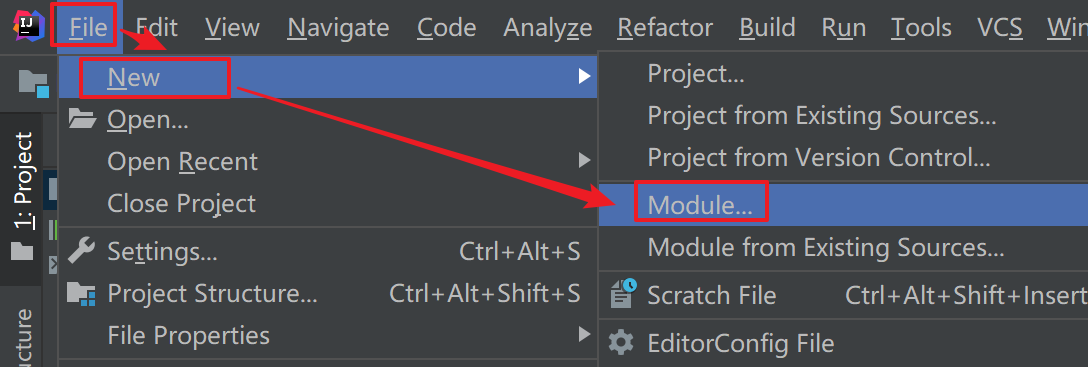 IJ
File Edit View Navigate Code Analyze Refactor Build Run Tools VCS
New
Open...
Open Recent
Close Project
Settings... Ctrl+Alt+S
Project Structure... Ctrl+Alt+Shift+S
File Properties
Project...
Project from Existing Sources...
Project from Version Control...
Module...
Module from Existing Sources...
Scratch File Ctrl+Alt+Shift+Insert
EditorConfig File
1: Project